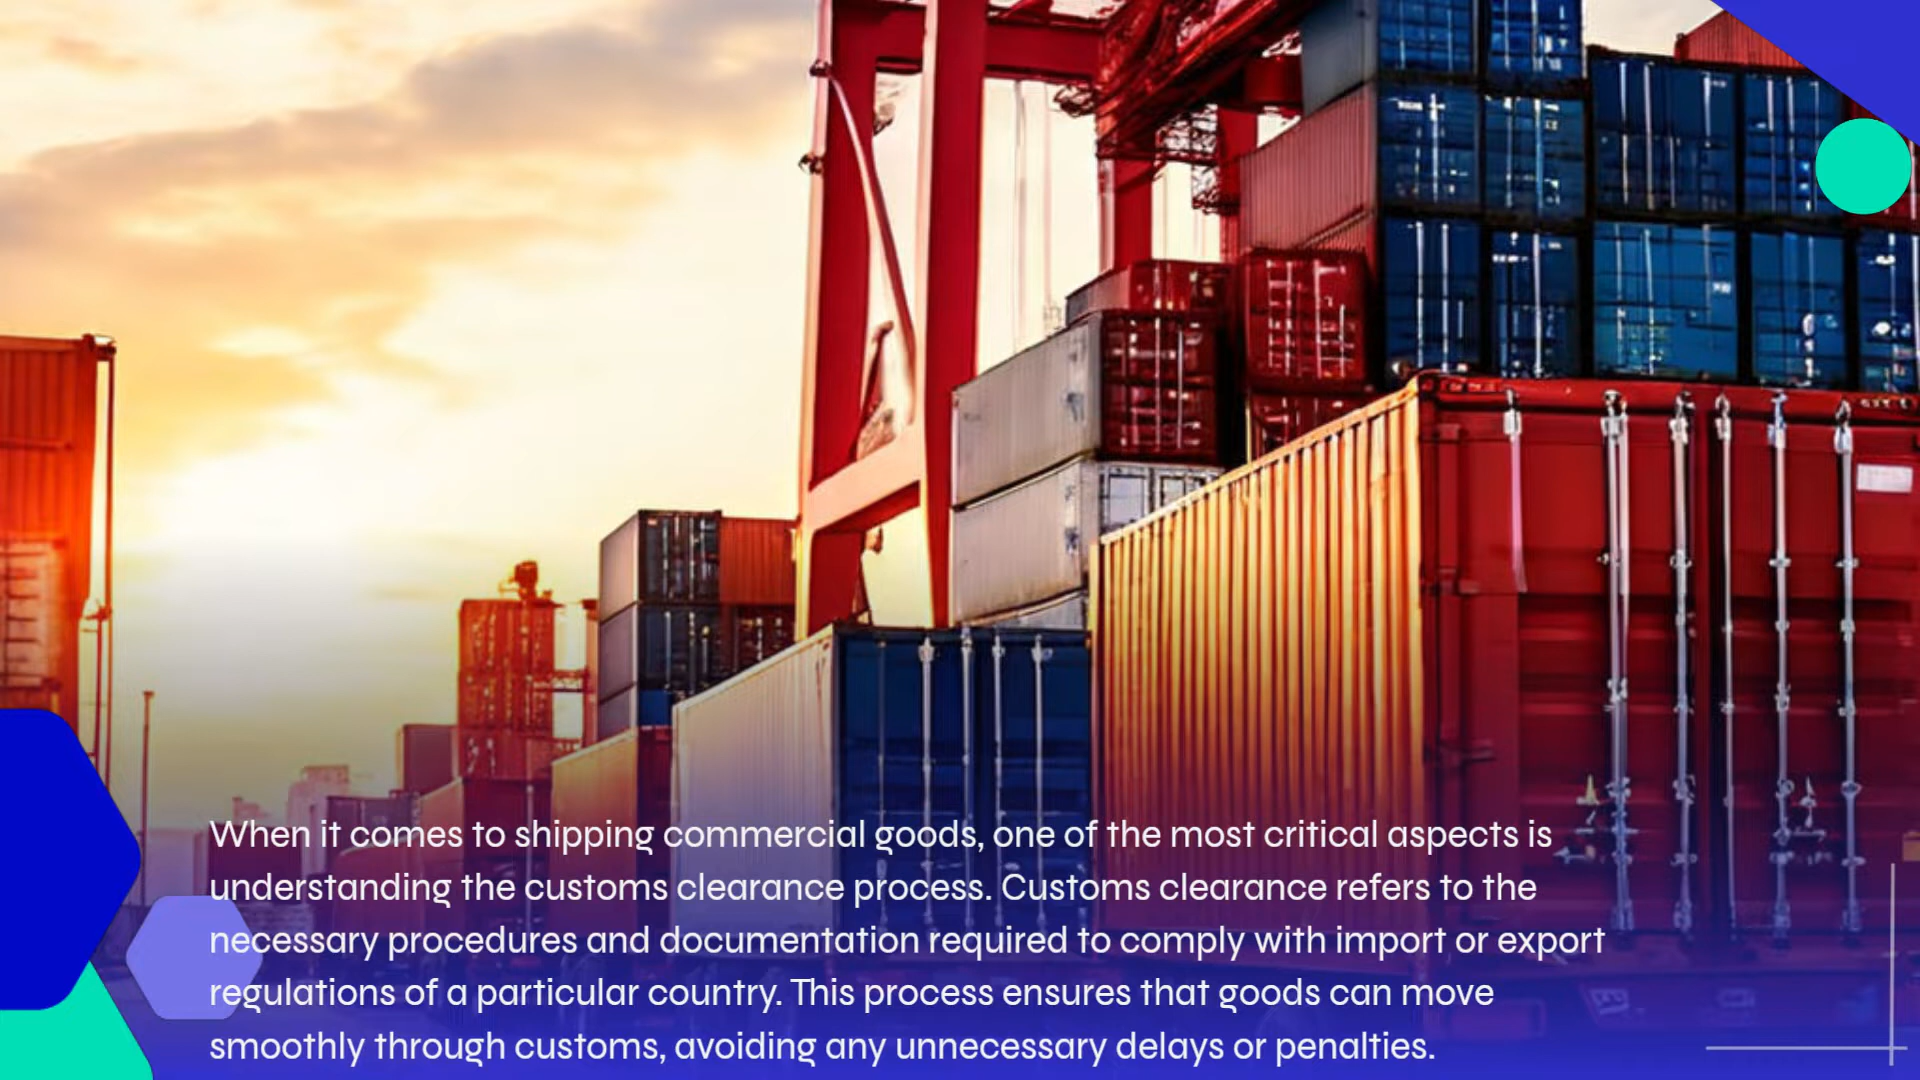 When it comes to shipping commercial goods, one of the most critical aspects is
understanding the customs clearance process. Customs clearance refers to the
necessary procedures and documentation required to comply with import or export
regulations of a particular country. This process ensures that goods can move
smoothly through customs, avoiding any unnecessary delays or penalties.